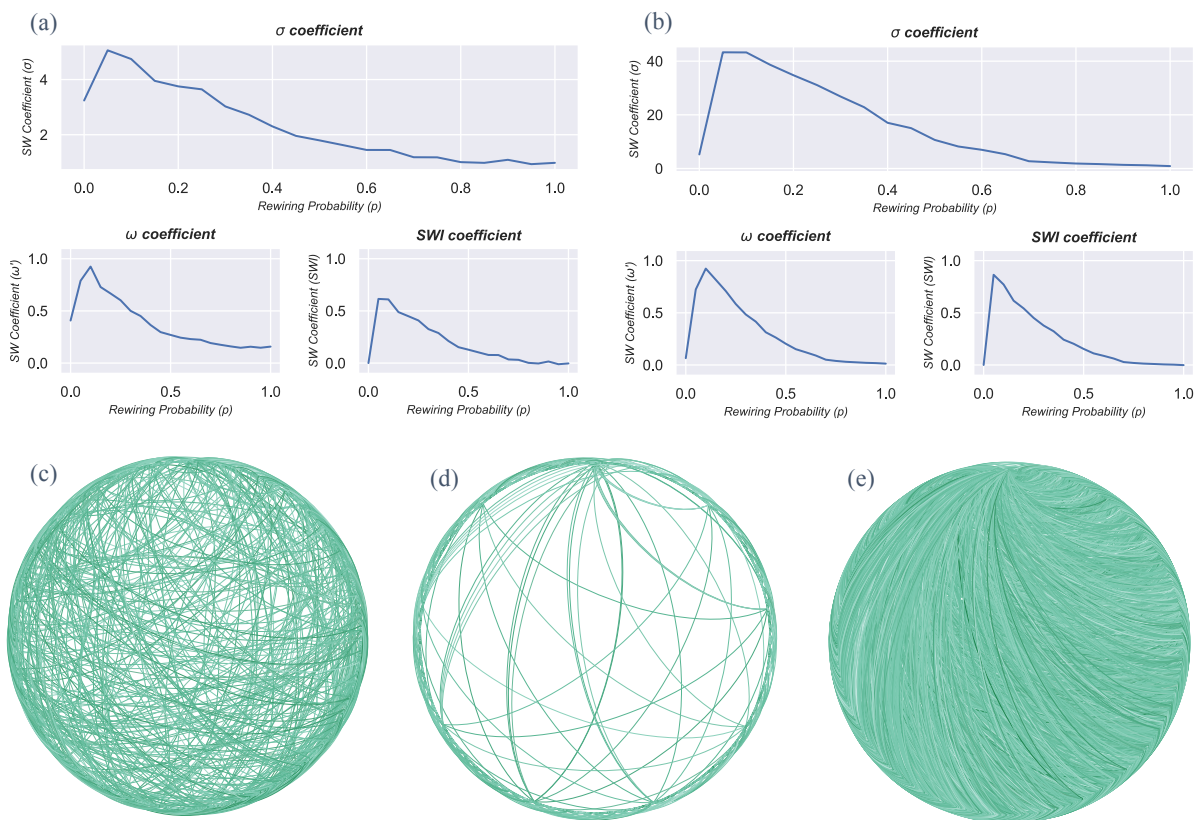 (a)
σ coefficient
SW Coefficient (σ)
4
2
0.0 0.2 0.4 0.6 0.8 1.0
Rewiring Probability (p)
ω coefficient
SW Coefficient (ω')
1.0
0.5
0.0
0.0 0.5 1.0
Rewiring Probability (p)
SWI coefficient
SW Coefficient (SWI)
1.0
0.5
0.0
0.0 0.5 1.0
Rewiring Probability (p)
(b)
σ coefficient
SW Coefficient (σ)
40
20
0
0.0 0.2 0.4 0.6 0.8 1.0
Rewiring Probability (p)
ω coefficient
SW Coefficient (ω')
1.0
0.5
0.0
0.0 0.5 1.0
Rewiring Probability (p)
SWI coefficient
SW Coefficient (SWI)
1.0
0.5
0.0
0.0 0.5 1.0
Rewiring Probability (p)
(c)
(d)
(e)